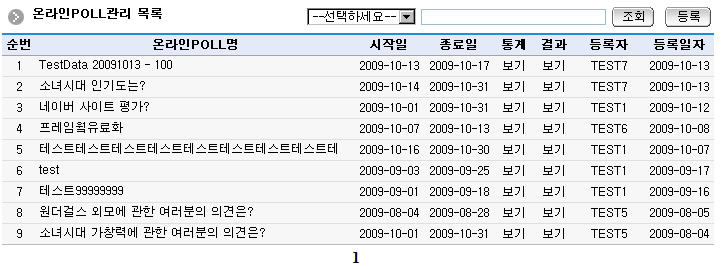 온라인POLL관리 목록
--선택하세요--
조회
등록
순번 온라인POLL명 시작일 종료일 통계 결과 등록자 등록일자
1 TestData 20091013 - 100 2009-10-13 2009-10-17 보기 보기 TEST7 2009-10-13
2 소녀시대 인기도는? 2009-10-14 2009-10-31 보기 보기 TEST7 2009-10-13
3 네이버 사이트 평가? 2009-10-01 2009-10-31 보기 보기 TEST1 2009-10-12
4 프레임웍유료화 2009-10-07 2009-10-13 보기 보기 TEST6 2009-10-08
5 테스트테스트테스트테스트테스트테스트테스트테스트테 2009-10-16 2009-10-30 보기 보기 TEST1 2009-10-07
6 test 2009-09-03 2009-09-25 보기 보기 TEST1 2009-09-17
7 테스트99999999 2009-09-01 2009-09-18 보기 보기 TEST1 2009-09-16
8 원더걸스 외모에 관한 여러분의 의견은? 2009-08-04 2009-08-28 보기 보기 TEST5 2009-08-05
9 소녀시대 가창력에 관한 여러분의 의견은? 2009-10-01 2009-10-31 보기 보기 TEST5 2009-08-04
1